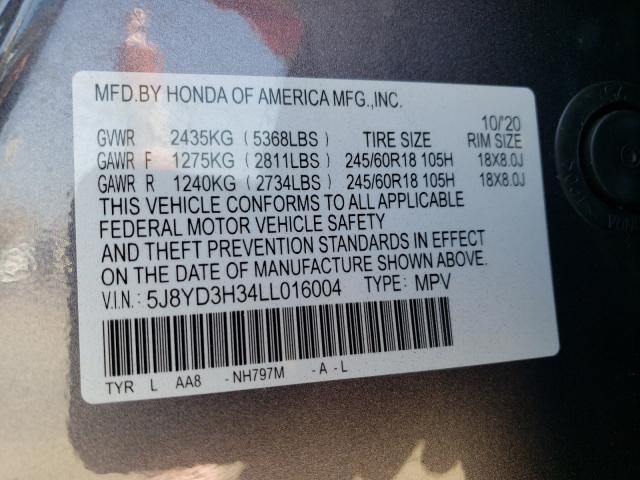 MFD.BY HONDA OF AMERICA MFG.,INC.
10/'20
GVWR 2435KG (5368LBS) TIRE SIZE RIM SIZE
GAWR F 1275KG (2811LBS) 245/60R18 105H 18X8.0J
GAWR R 1240KG (2734LBS) 245/60R18 105H 18X8.0J
THIS VEHICLE CONFORMS TO ALL APPLICABLE
FEDERAL MOTOR VEHICLE SAFETY
AND THEFT PREVENTION STANDARDS IN EFFECT
ON THE DATE OF MANUFACTURE SHOWN ABOVE.
V.I.N.: 5J8YD3H34LL016004 TYPE: MPV
TYR L AA8 -NH797M -A-L